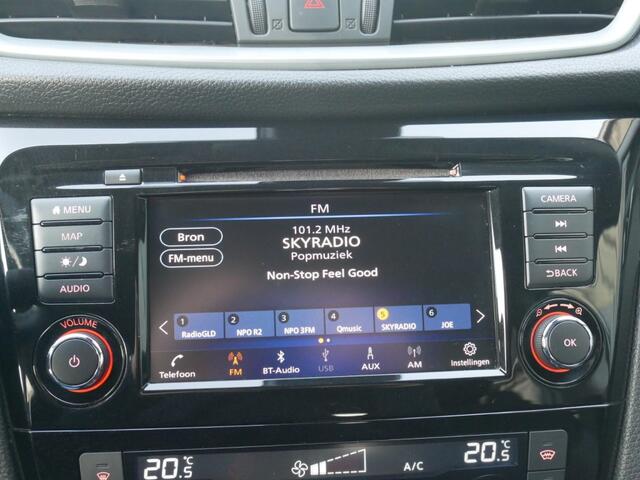 FM
MENU
MAP
AUDIO
VOLUME
Bron
FM-menu
101.2 MHz
SKYRADIO
Popmuziek
Non-Stop Feel Good
1 2 3 4 5 6
RadioGLD NPO R2 NPO 3FM Qmusic SKYRADIO JOE
Telefoon FM BT-Audio USB AUX AM Instellingen
CAMERA
BACK
OK
20.5°C A/C 20.5°C